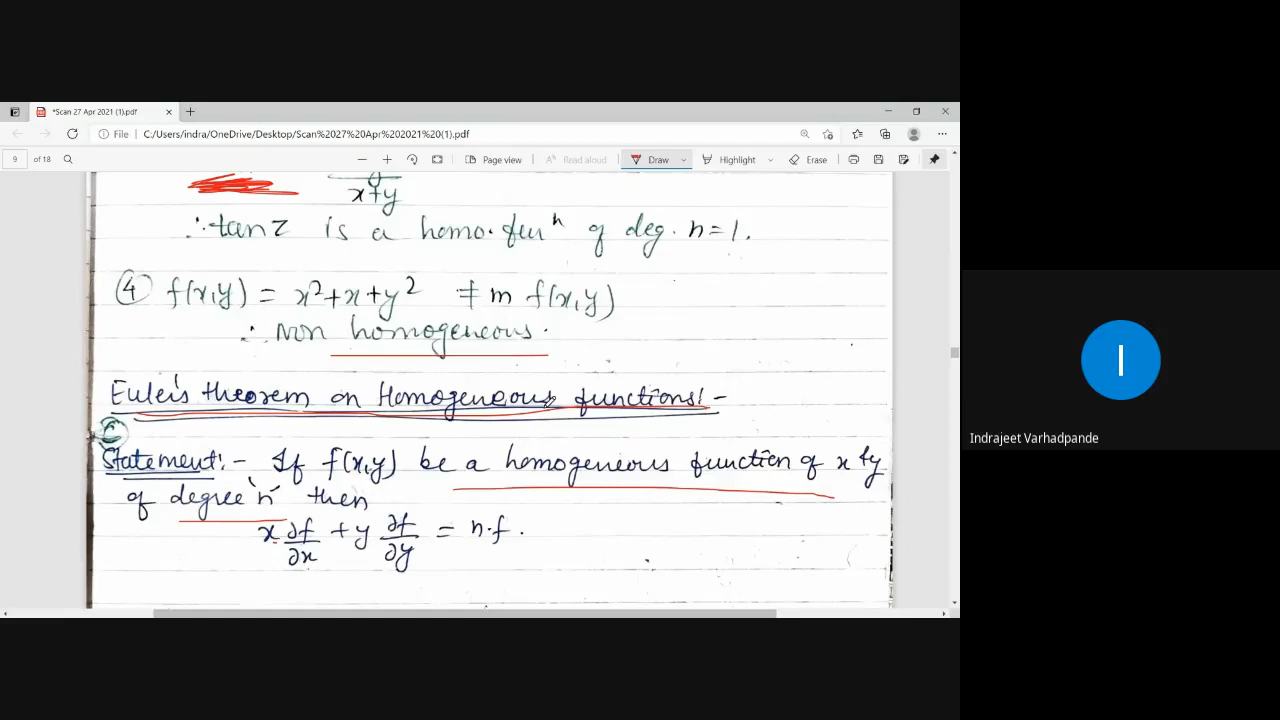 *Scan 27 Apr 2021 (1).pdf
File C:/Users/indra/OneDrive/Desktop/Scan%2027%20Apr%202021%20(1).pdf
9 of 18 Page view Read aloud Draw Highlight Erase
x+y
∴ tan z is a homo. funⁿ of deg. n=1.
④ f(x,y) = x²+x+y² ≠ m f(x,y)
∴ Non homogeneous.
Euler's theorem on Homogeneous functions:-
Statement:- If f(x,y) be a homogeneous function of x & y
of degree 'n' then
x ∂f/∂x + y ∂f/∂y = n.f.
I
Indrajeet Varhadpande